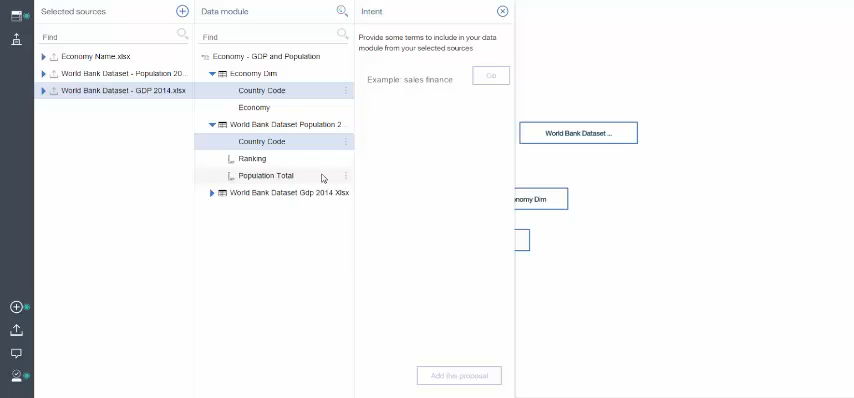 Selected sources
Find
Economy Name.xlsx
World Bank Dataset - Population 20...
World Bank Dataset - GDP 2014.xlsx
Data module
Find
Economy - GDP and Population
Economy Dim
Country Code
Economy
World Bank Dataset Population 2...
Country Code
Ranking
Population Total
World Bank Dataset Gdp 2014 Xlsx
Intent
Provide some terms to include in your data
module from your selected sources
Example: sales finance
Go
Add this proposal
World Bank Dataset ...
onomy Dim